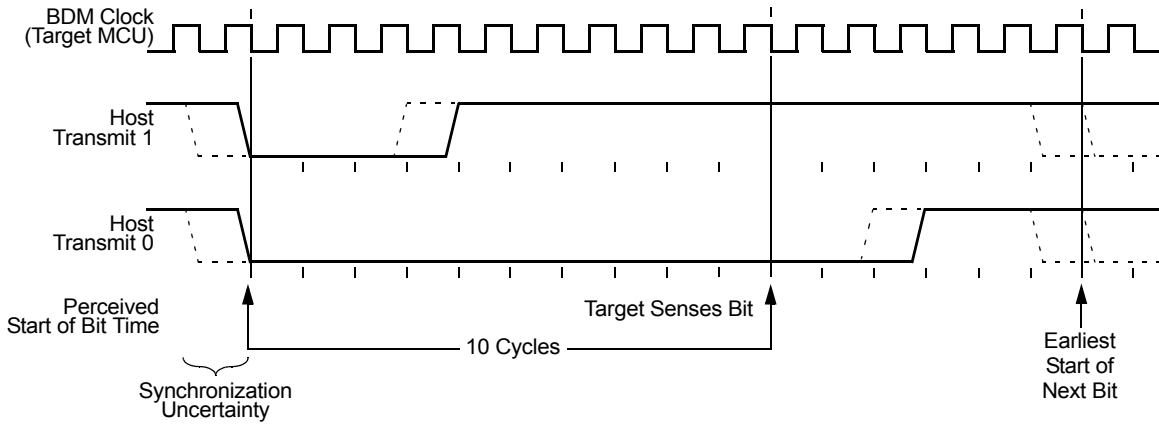 BDM Clock
(Target MCU)
Host
Transmit 1
Host
Transmit 0
Perceived
Start of Bit Time
Target Senses Bit
10 Cycles
Earliest
Start of
Next Bit
Synchronization
Uncertainty